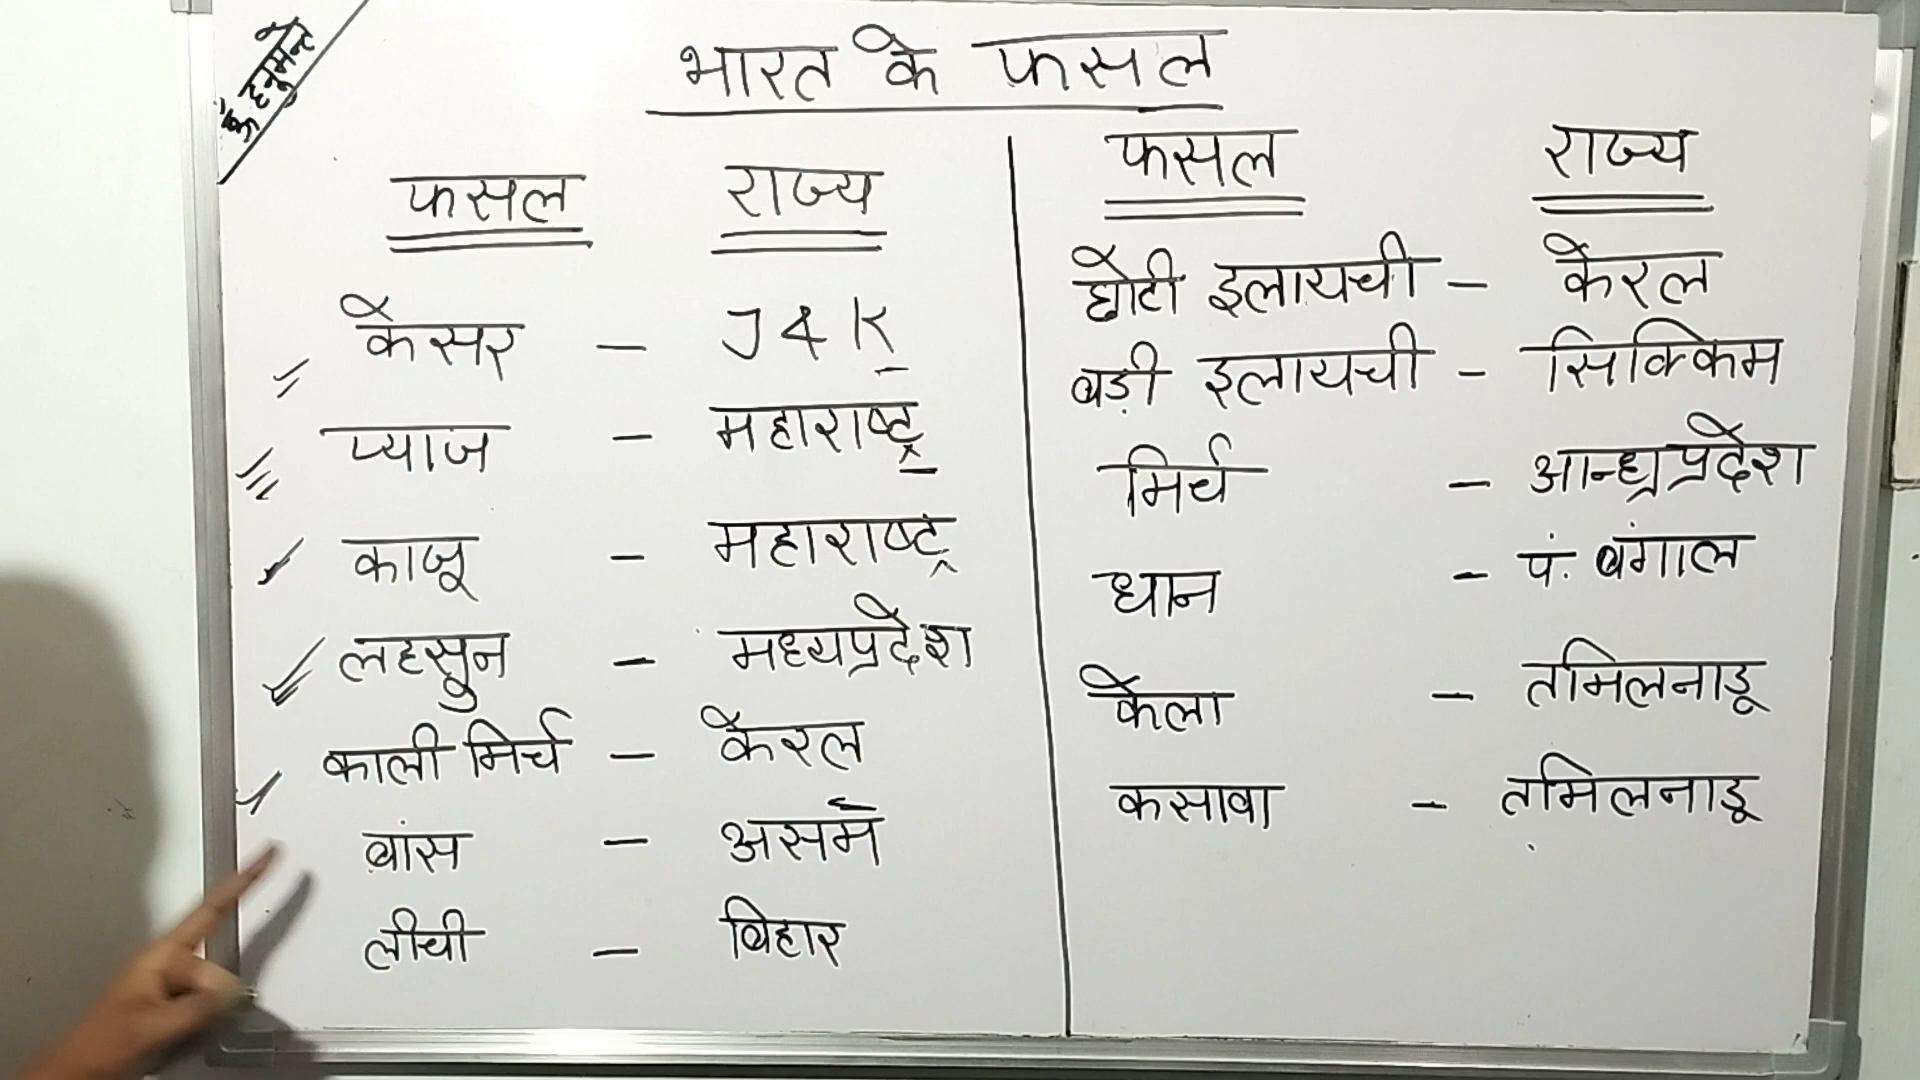 ॐ हनुमन्ते
भारत के फसल
फसल राज्य
केसर – J & K
प्याज – महाराष्ट्र
काजू – महाराष्ट्र
लहसुन – मध्यप्रदेश
काली मिर्च – केरल
बांस – असम
लीची – बिहार
फसल राज्य
छोटी इलायची – केरल
बड़ी इलायची – सिक्किम
मिर्च – आन्ध्रप्रदेश
धान – पं. बंगाल
केला – तमिलनाडू
कसावा – तमिलनाडू